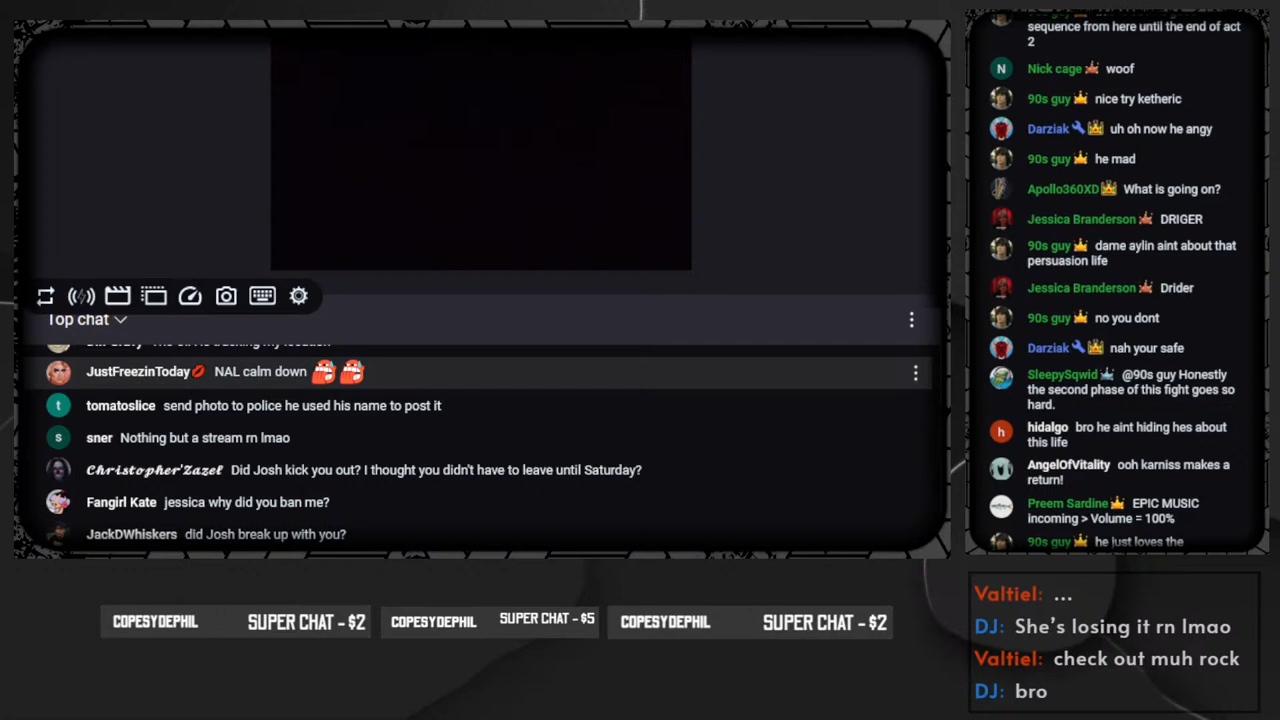 Top chat
JustFreezinToday NAL calm down
tomatoslice send photo to police he used his name to post it
sner Nothing but a stream rn lmao
Christopher'Zazel Did Josh kick you out? I thought you didn't have to leave until Saturday?
Fangirl Kate jessica why did you ban me?
JackDWhiskers did Josh break up with you?
COPESYDEPHIL SUPER CHAT - $2
COPESYDEPHIL SUPER CHAT - $5
COPESYDEPHIL SUPER CHAT - $2
sequence from here until the end of act
2
N Nick cage woof
90s guy nice try ketheric
Darziak uh oh now he angy
90s guy he mad
Apollo360XD What is going on?
Jessica Branderson DRIGER
90s guy dame aylin aint about that
persuasion life
Jessica Branderson Drider
90s guy no you dont
Darziak nah your safe
SleepySqwid @90s guy Honestly
the second phase of this fight goes so
hard.
h hidalgo bro he aint hiding hes about
this life
AngelOfVitality ooh karniss makes a
return!
Preem Sardine EPIC MUSIC
incoming > Volume = 100%
90s guy he just loves the
Valtiel: ...
DJ: She's losing it rn lmao
Valtiel: check out muh rock
DJ: bro